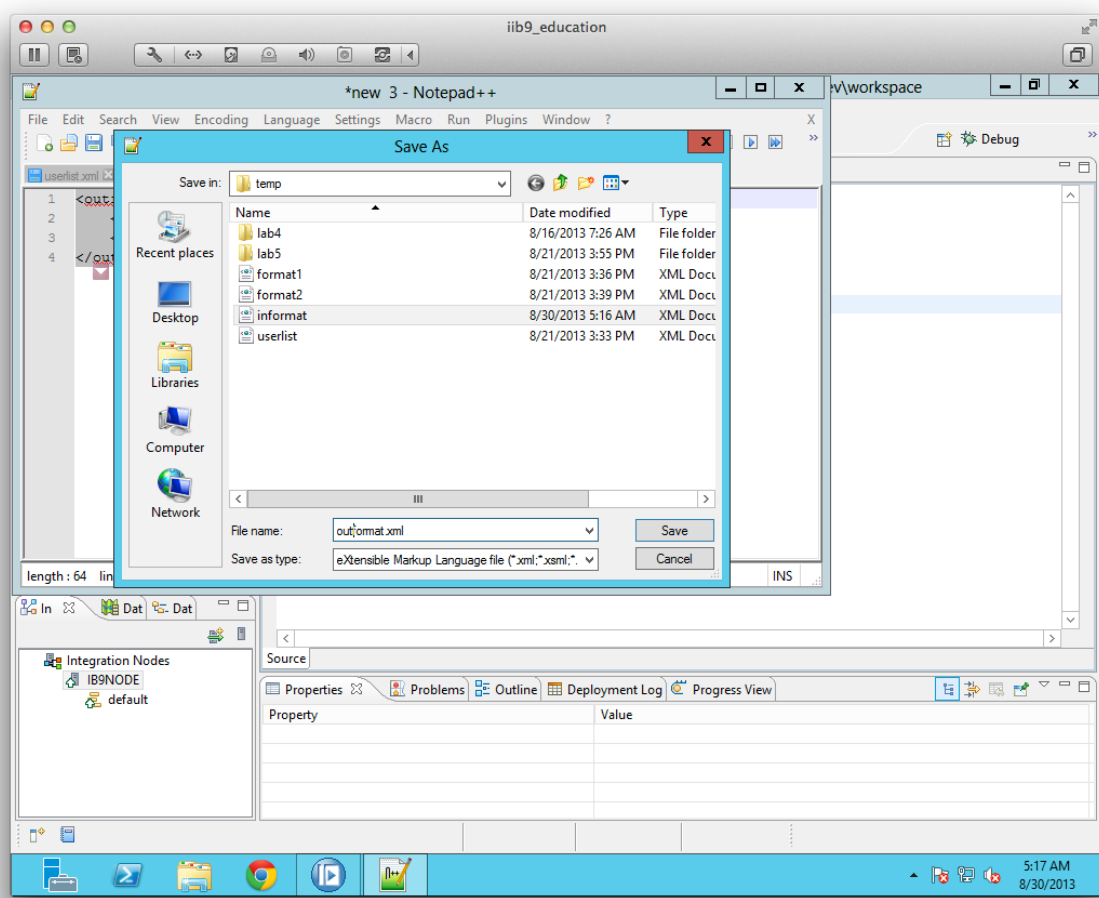 iib9_education
*new 3 - Notepad++
ev\workspace
File Edit Search View Encoding Language Settings Macro Run Plugins Window ? X
Debug
Save As
userlist.xml
Save in: temp
1 <outi
2
3
4 </out
Name Date modified Type
lab4 8/16/2013 7:26 AM File folder
lab5 8/21/2013 3:55 PM File folder
format1 8/21/2013 3:36 PM XML Docu
format2 8/21/2013 3:39 PM XML Docu
informat 8/30/2013 5:16 AM XML Docu
userlist 8/21/2013 3:33 PM XML Docu
Recent places
Desktop
Libraries
Computer
Network
File name: outformat.xml Save
Save as type: eXtensible Markup Language file (*.xml;*.xsml;*. Cancel
length : 64 lin INS
In Dat Dat
Integration Nodes
IB9NODE
default
Source
Properties Problems Outline Deployment Log Progress View
Property Value
5:17 AM
8/30/2013